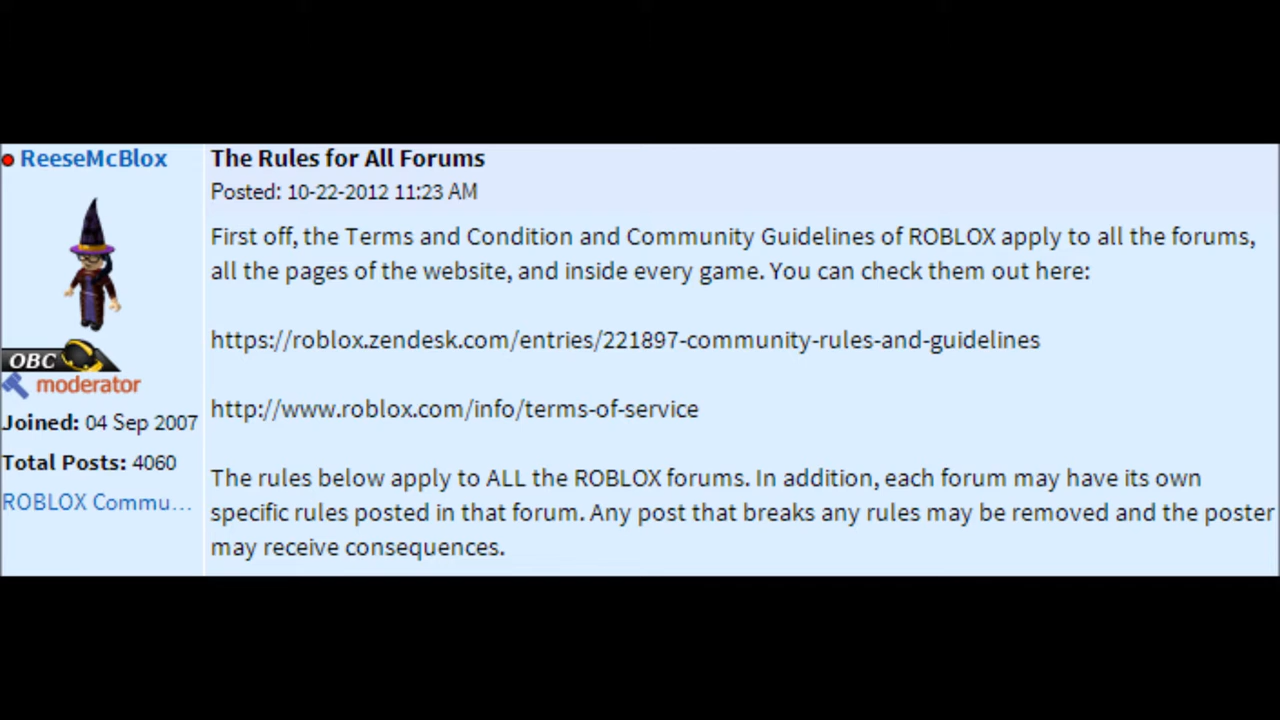 ReeseMcBlox
OBC
moderator
Joined: 04 Sep 2007
Total Posts: 4060
ROBLOX Commu...
The Rules for All Forums
Posted: 10-22-2012 11:23 AM
First off, the Terms and Condition and Community Guidelines of ROBLOX apply to all the forums,
all the pages of the website, and inside every game. You can check them out here:
https://roblox.zendesk.com/entries/221897-community-rules-and-guidelines
http://www.roblox.com/info/terms-of-service
The rules below apply to ALL the ROBLOX forums. In addition, each forum may have its own
specific rules posted in that forum. Any post that breaks any rules may be removed and the poster
may receive consequences.